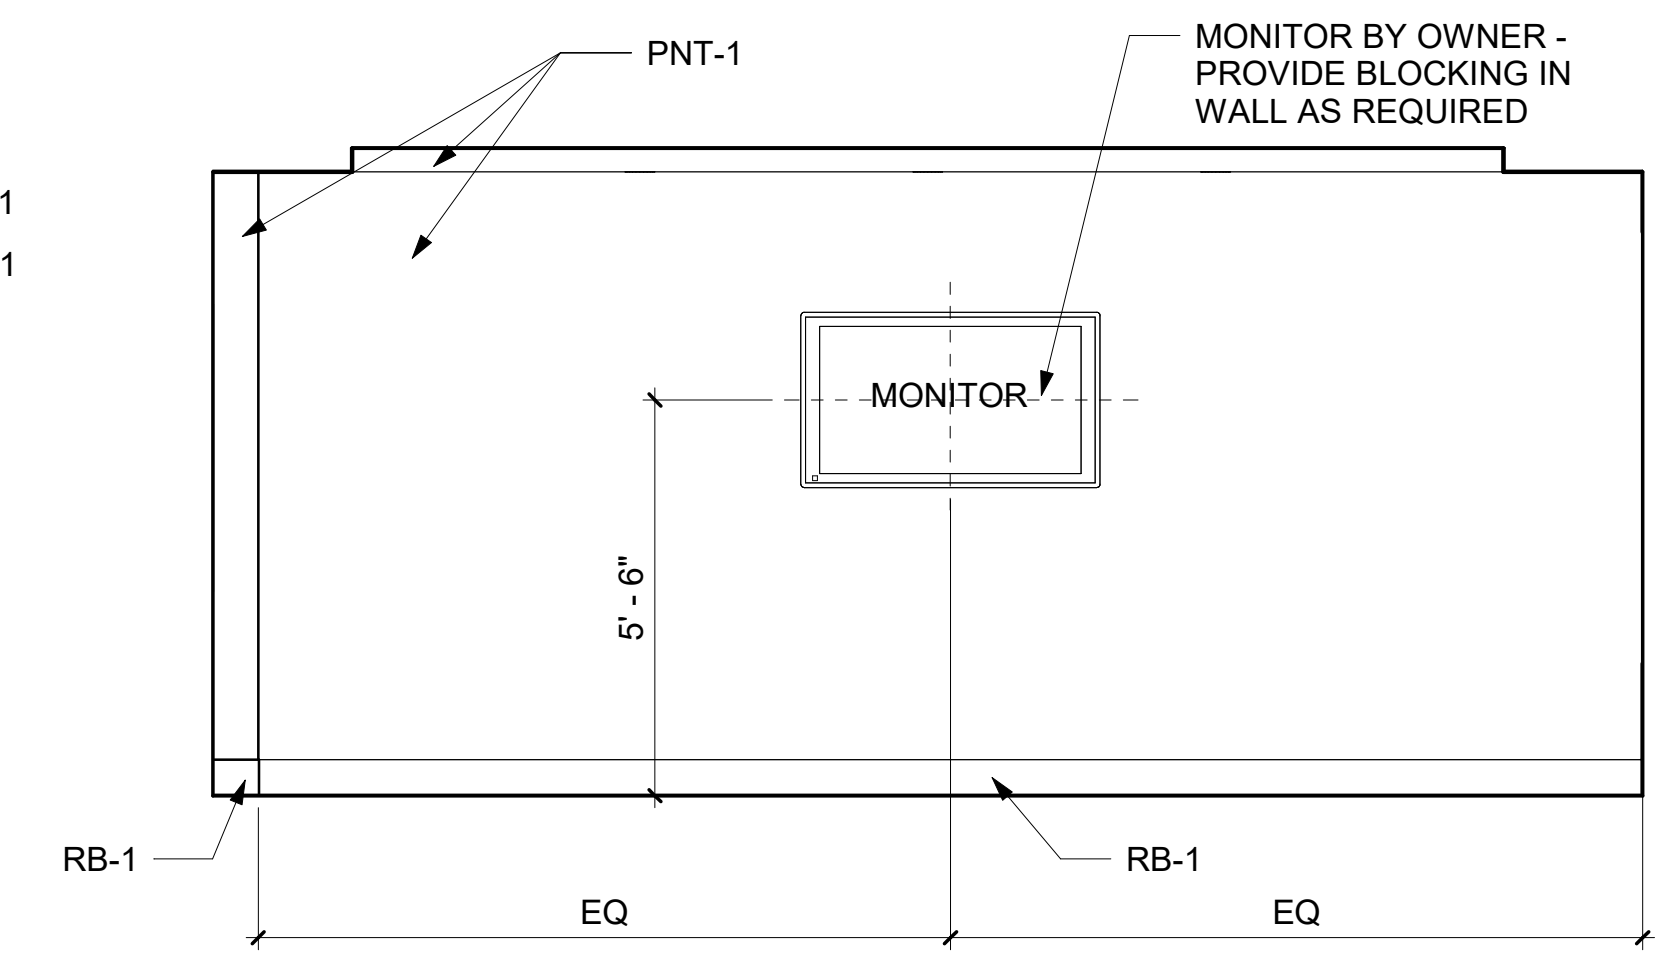 PNT-1
MONITOR BY OWNER -
PROVIDE BLOCKING IN
WALL AS REQUIRED
1
1
MONITOR
5' - 6"
RB-1
RB-1
EQ
EQ